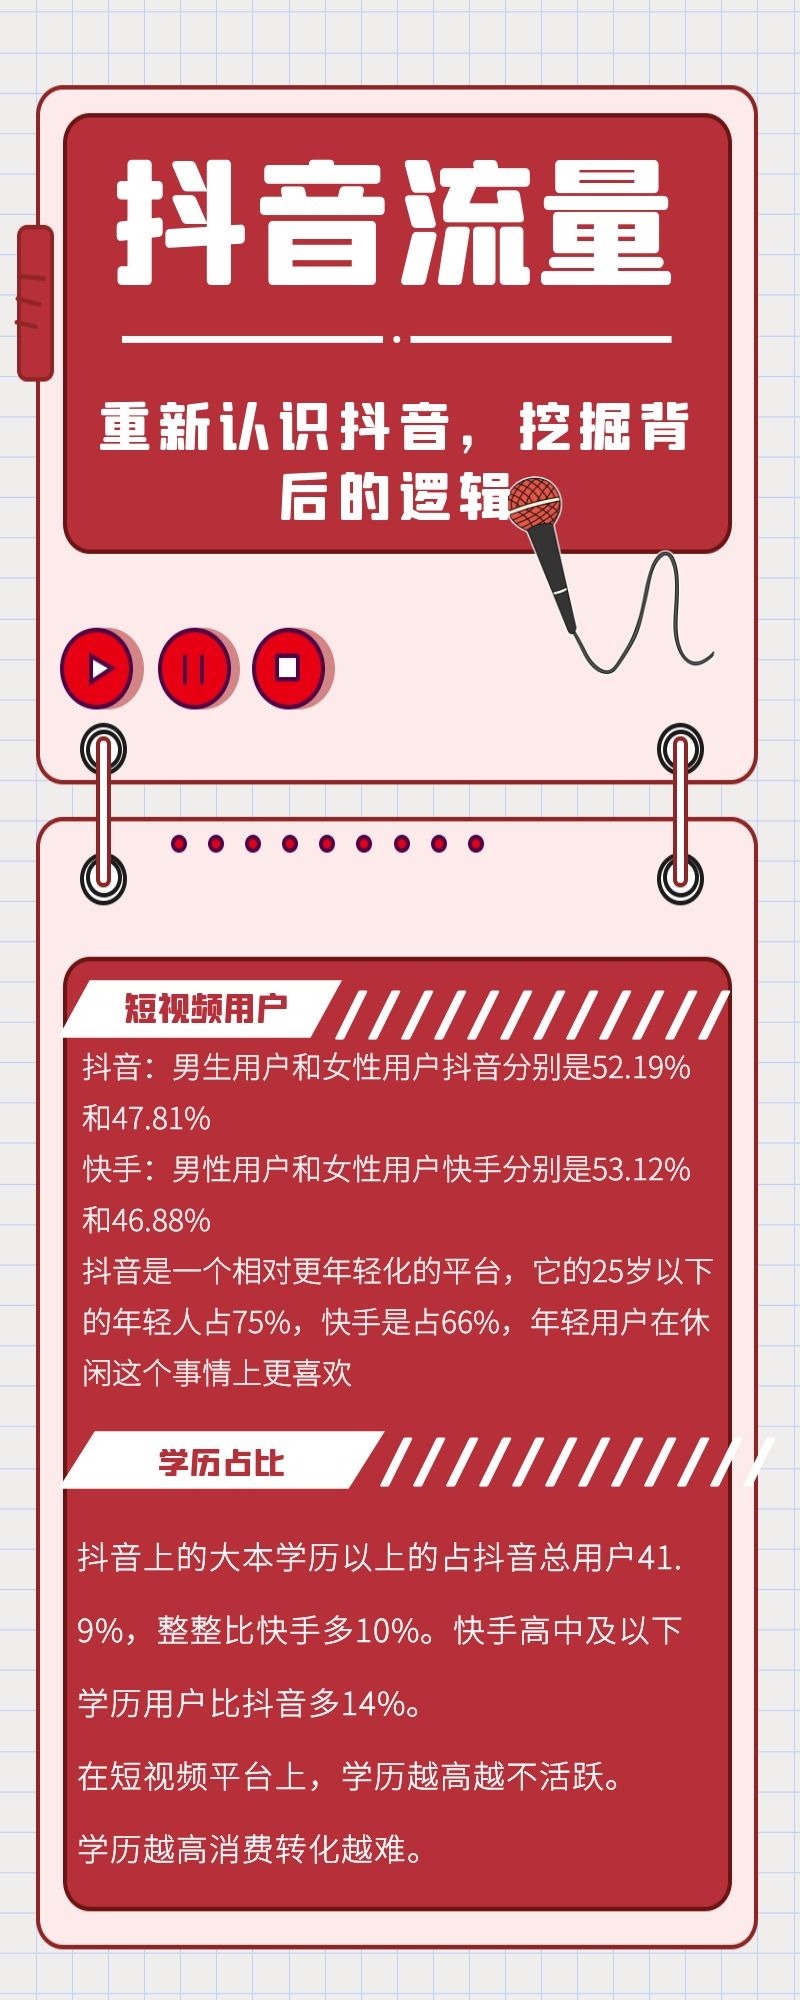 抖音流量
重新认识抖音，挖掘背
后的逻辑
短视频用户
抖音：男生用户和女性用户抖音分别是52.19%
和47.81%
快手：男性用户和女性用户快手分别是53.12%
和46.88%
抖音是一个相对更年轻化的平台，它的25岁以下
的年轻人占75%，快手是占66%，年轻用户在休
闲这个事情上更喜欢
学历占比
抖音上的大本学历以上的占抖音总用户41.
9%，整整比快手多10%。快手高中及以下
学历用户比抖音多14%。
在短视频平台上，学历越高越不活跃。
学历越高消费转化越难。